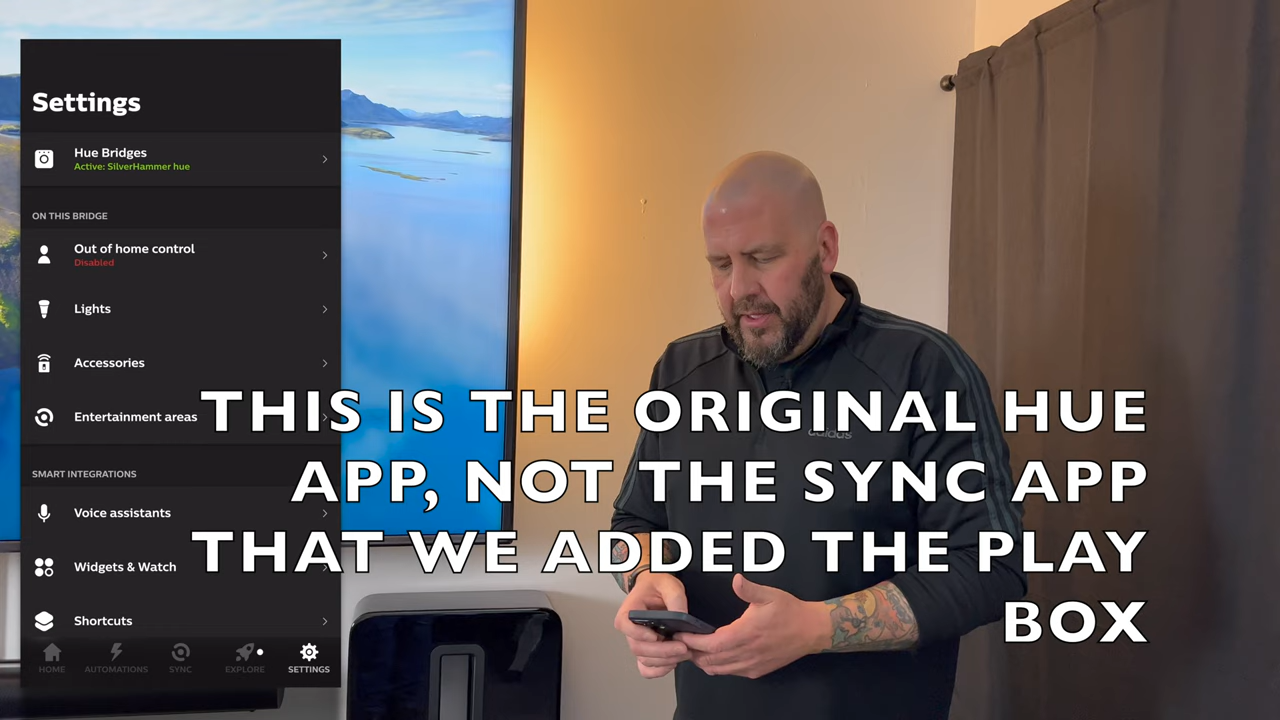 Settings
Hue Bridges
Active: SilverHammer hue
ON THIS BRIDGE
Out of home control
Disabled
Lights
Accessories
Entertainment areas
SMART INTEGRATIONS
Voice assistants
Widgets & Watch
Shortcuts
HOME
AUTOMATIONS
SYNC
EXPLORE
SETTINGS
THIS IS THE ORIGINAL HUE
APP, NOT THE SYNC APP
THAT WE ADDED THE PLAY
BOX
adidas